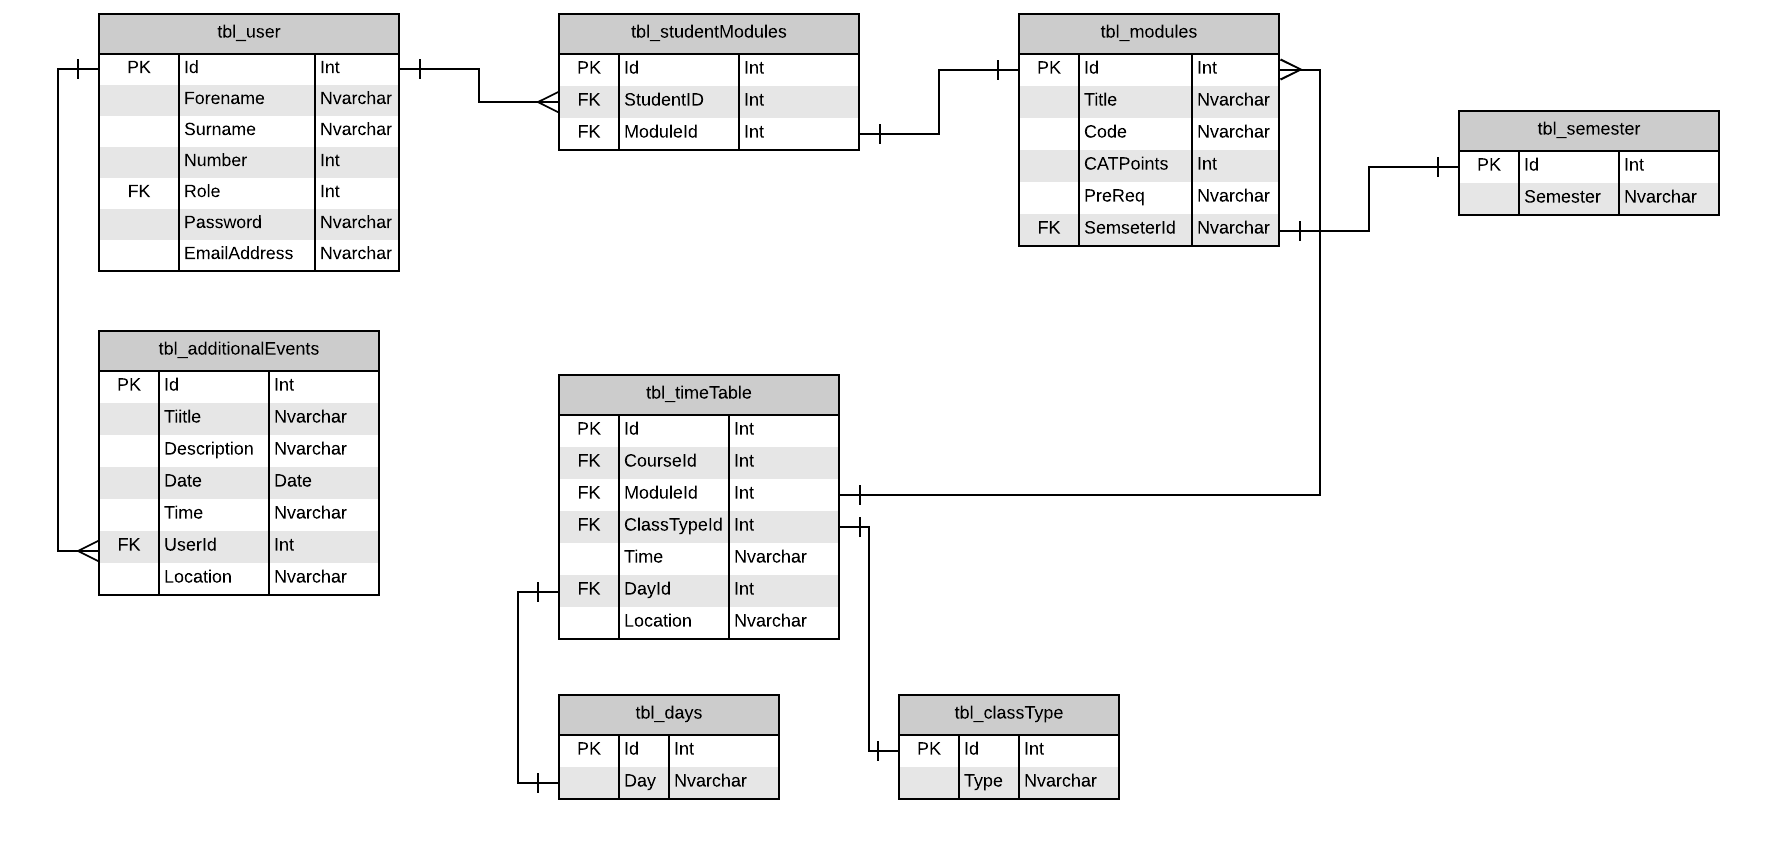 tbl_user
PK Id Int
Forename Nvarchar
Surname Nvarchar
Number Int
FK Role Int
Password Nvarchar
EmailAddress Nvarchar
tbl_studentModules
PK Id Int
FK StudentID Int
FK ModuleId Int
tbl_modules
PK Id Int
Title Nvarchar
Code Nvarchar
CATPoints Int
PreReq Nvarchar
FK SemseterId Nvarchar
tbl_semester
PK Id Int
Semester Nvarchar
tbl_additionalEvents
PK Id Int
Tiitle Nvarchar
Description Nvarchar
Date Date
Time Nvarchar
FK UserId Int
Location Nvarchar
tbl_timeTable
PK Id Int
FK CourseId Int
FK ModuleId Int
FK ClassTypeId Int
Time Nvarchar
FK DayId Int
Location Nvarchar
tbl_days
PK Id Int
Day Nvarchar
tbl_classType
PK Id Int
Type Nvarchar